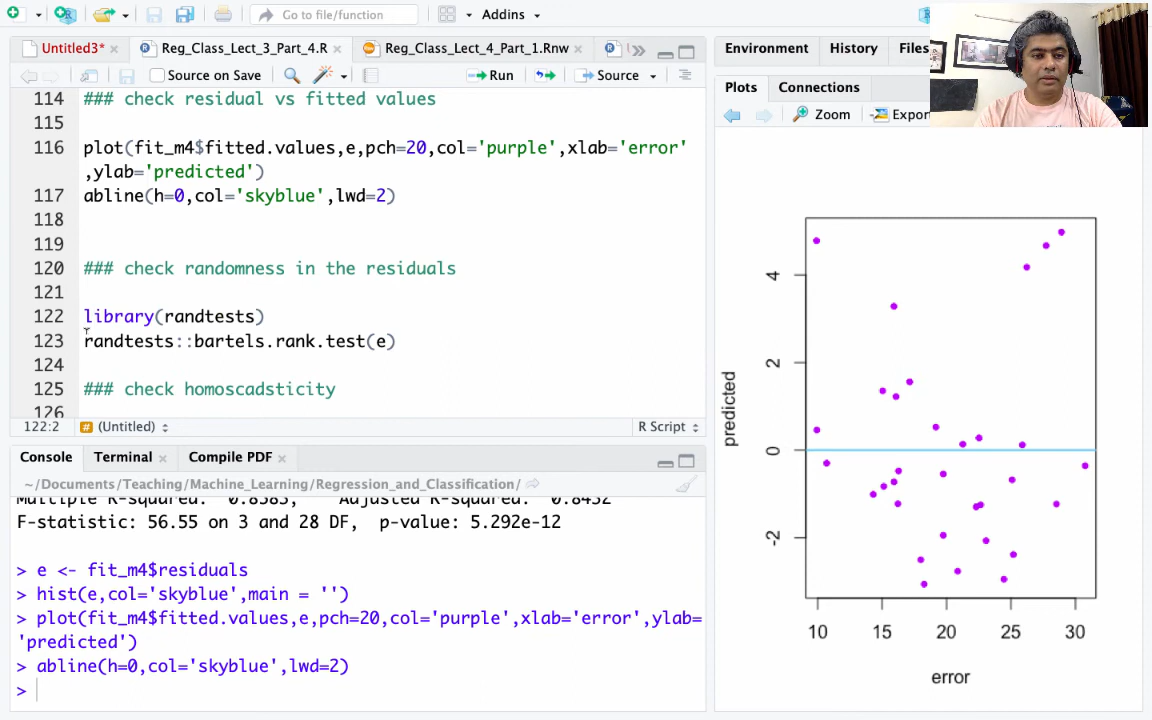 Go to file/function
Addins
Untitled3*
Reg_Class_Lect_3_Part_4.R
Reg_Class_Lect_4_Part_1.Rnw
Source on Save
Run
Source
114 ### check residual vs fitted values
115
116 plot(fit_m4$fitted.values,e,pch=20,col='purple',xlab='error'
,ylab='predicted')
117 abline(h=0,col='skyblue',lwd=2)
118
119
120 ### check randomness in the residuals
121
122 library(randtests)
123 randtests::bartels.rank.test(e)
124
125 ### check homoscadsticity
126
122:2
(Untitled)
R Script
Console
Terminal
Compile PDF
~/Documents/Teaching/Machine_Learning/Regression_and_Classification/
F-statistic: 56.55 on 3 and 28 DF,  p-value: 5.292e-12
> e <- fit_m4$residuals
> hist(e,col='skyblue',main = '')
> plot(fit_m4$fitted.values,e,pch=20,col='purple',xlab='error',ylab=
'predicted')
> abline(h=0,col='skyblue',lwd=2)
>
Environment
History
Files
Plots
Connections
Zoom
Expor
4
2
0
-2
predicted
10 15 20 25 30
error